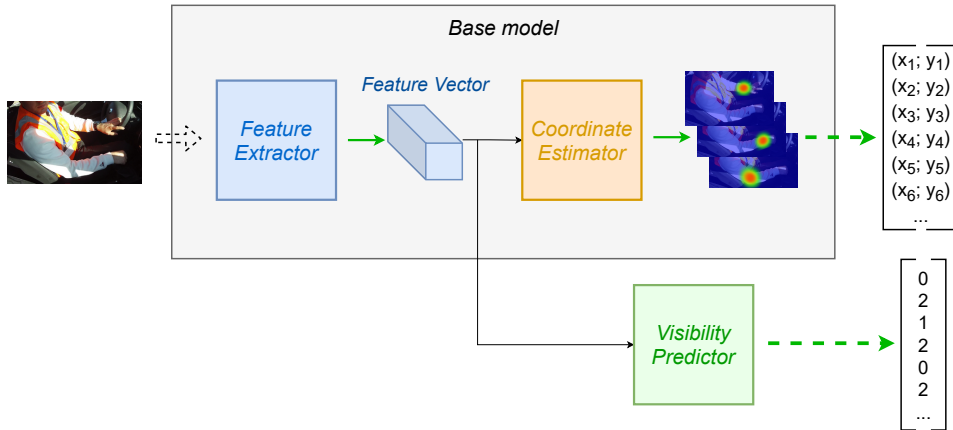 Base model
Feature
Extractor
Feature Vector
Coordinate
Estimator
(x1; y1)
(x2; y2)
(x3; y3)
(x4; y4)
(x5; y5)
(x6; y6)
...
Visibility
Predictor
0
2
1
2
0
2
...